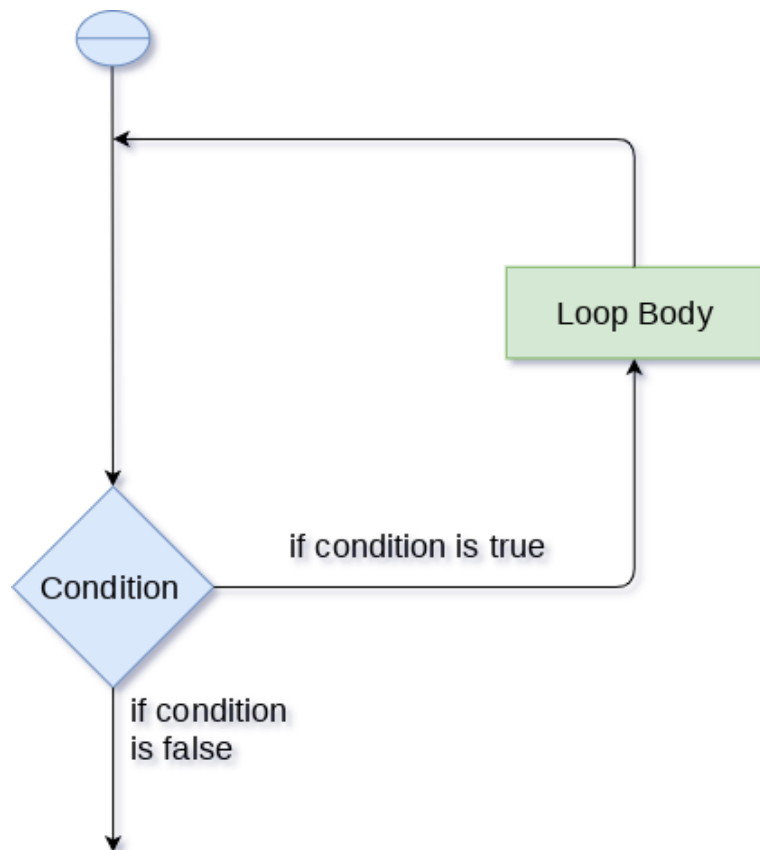 Loop Body
if condition is true
Condition
if condition
is false